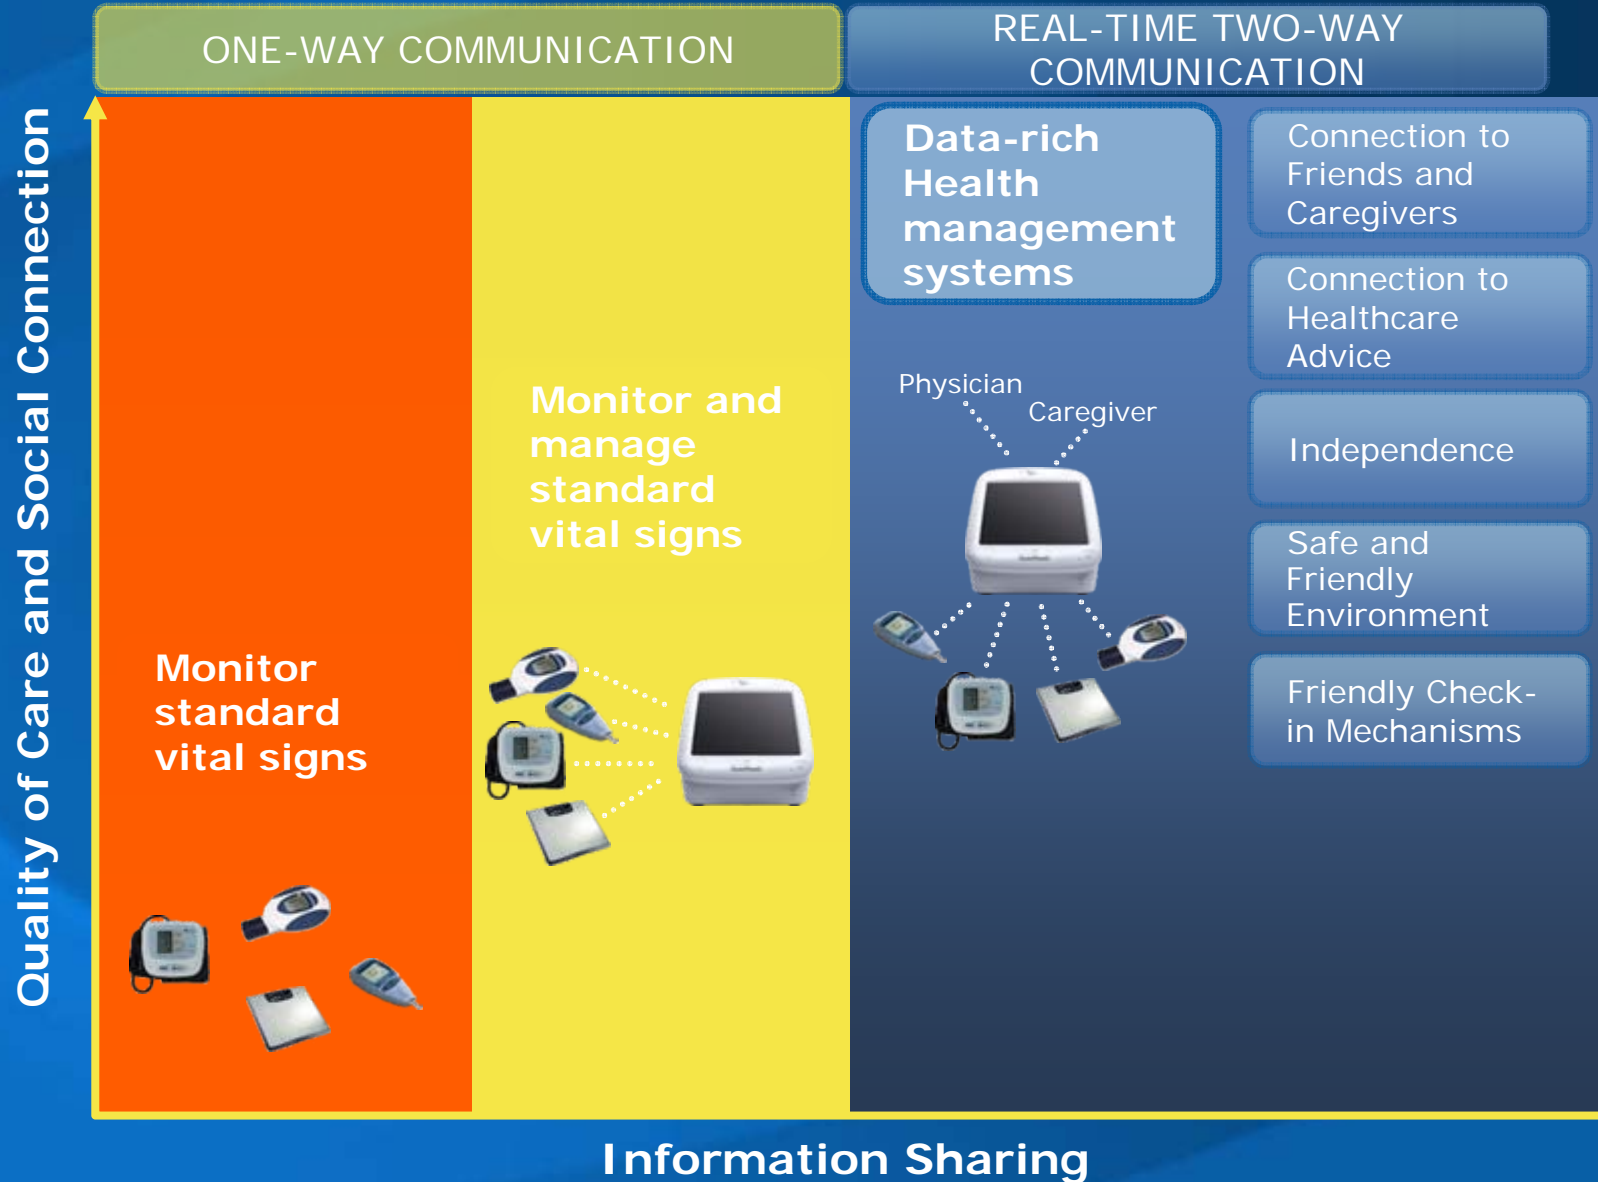 ONE-WAY COMMUNICATION
REAL-TIME TWO-WAY
COMMUNICATION
Quality of Care and Social Connection
Monitor
standard
vital signs
Monitor and
manage
standard
vital signs
Data-rich
Health
management
systems
Physician
Caregiver
Connection to
Friends and
Caregivers
Connection to
Healthcare
Advice
Independence
Safe and
Friendly
Environment
Friendly Check-
in Mechanisms
Information Sharing